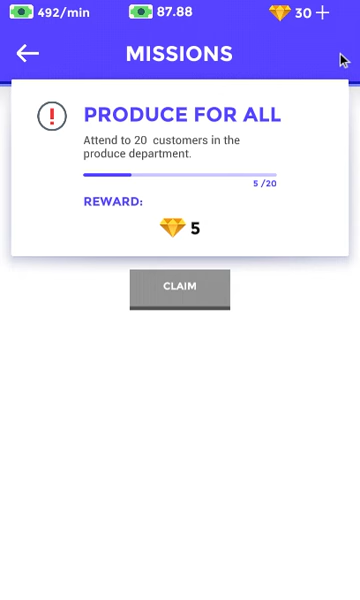 492/min 87.88 30 +
MISSIONS
PRODUCE FOR ALL
Attend to 20 customers in the
produce department.
5 /20
REWARD:
5
CLAIM